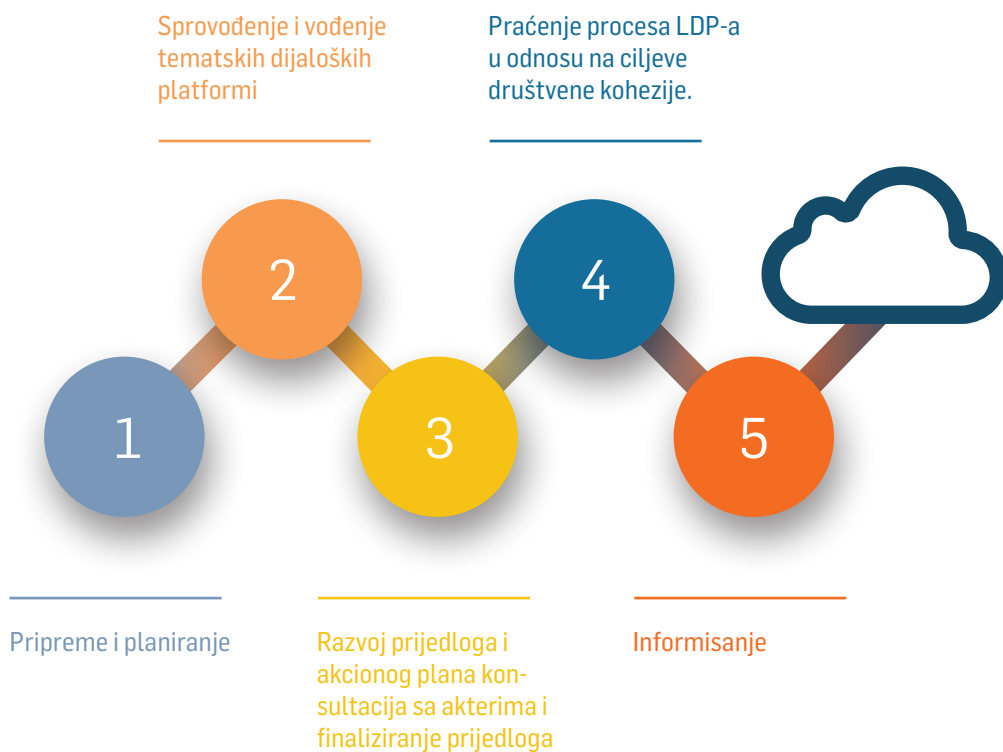 Sprovođenje i vođenje
tematskih dijaloških
platformi
Praćenje procesa LDP-a
u odnosu na ciljeve
društvene kohezije.
2
4
1
3
5
Pripreme i planiranje
Razvoj prijedloga i
akcionog plana kon-
sultacija sa akterima i
finaliziranje prijedloga
Informisanje